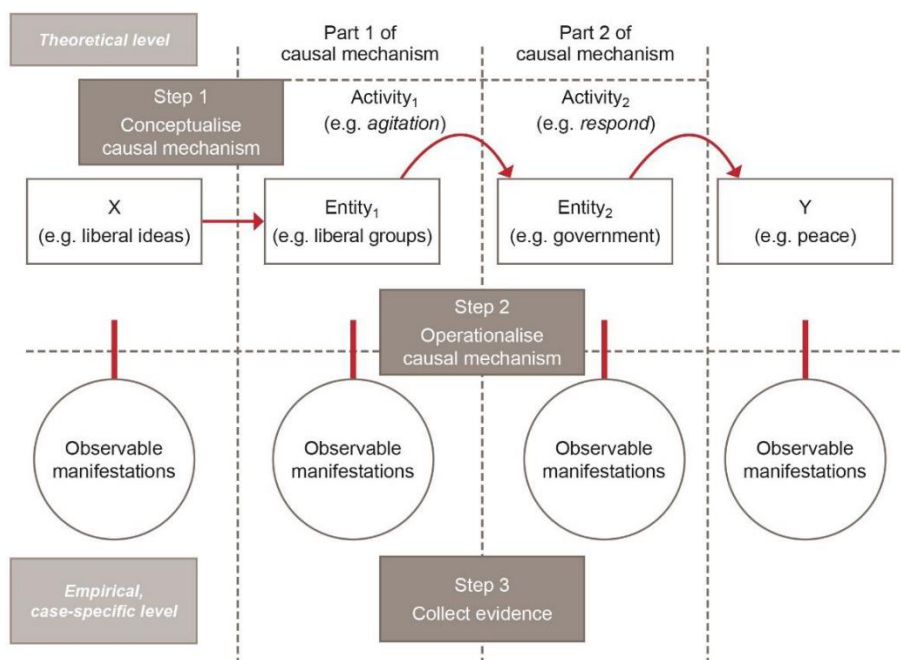 Theoretical level
Part 1 of
causal mechanism
Part 2 of
causal mechanism
Step 1
Conceptualise
causal mechanism
Activity₁
(e.g. agitation)
Activity₂
(e.g. respond)
X
(e.g. liberal ideas)
Entity₁
(e.g. liberal groups)
Entity₂
(e.g. government)
Y
(e.g. peace)
Step 2
Operationalise
causal mechanism
Observable
manifestations
Observable
manifestations
Observable
manifestations
Observable
manifestations
Empirical,
case-specific level
Step 3
Collect evidence